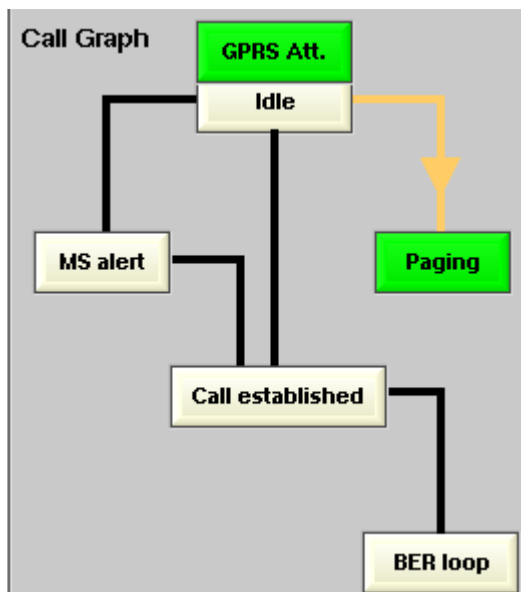 Call Graph
GPRS Att.
Idle
MS alert
Paging
Call established
BER loop